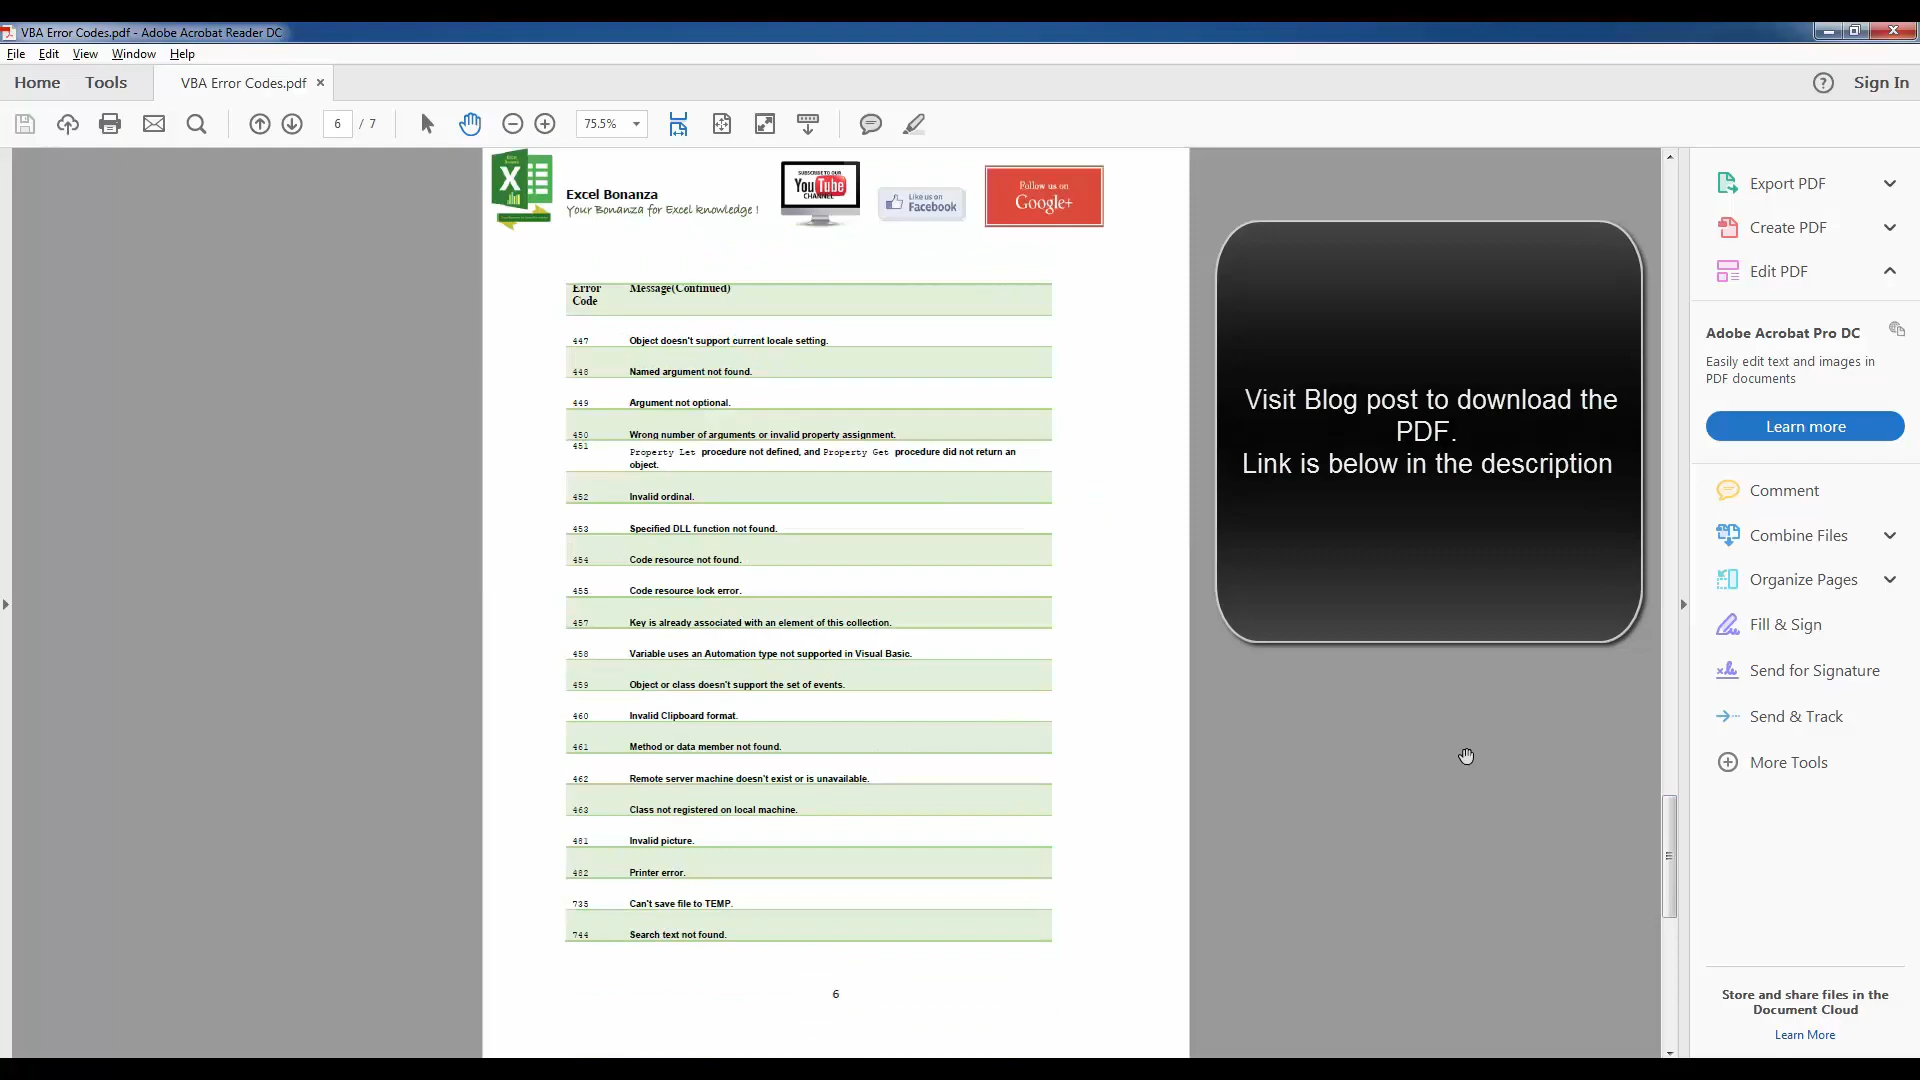 VBA Error Codes.pdf - Adobe Acrobat Reader DC
File Edit View Window Help
Home Tools VBA Error Codes.pdf × Sign In
6 / 7 75.5%
Excel Bonanza
Your Bonanza for Excel knowledge !
SUBSCRIBE TO OUR
YouTube
CHANNEL
Like us on
Facebook
Follow us on
Google+
Error Message(Continued)
Code
447 Object doesn't support current locale setting.
448 Named argument not found.
449 Argument not optional.
450 Wrong number of arguments or invalid property assignment.
451 Property Let procedure not defined, and Property Get procedure did not return an
object.
452 Invalid ordinal.
453 Specified DLL function not found.
454 Code resource not found.
455 Code resource lock error.
457 Key is already associated with an element of this collection.
458 Variable uses an Automation type not supported in Visual Basic.
459 Object or class doesn't support the set of events.
460 Invalid Clipboard format.
461 Method or data member not found.
462 Remote server machine doesn't exist or is unavailable.
463 Class not registered on local machine.
481 Invalid picture.
482 Printer error.
735 Can't save file to TEMP.
744 Search text not found.
6
Visit Blog post to download the
PDF.
Link is below in the description
Export PDF
Create PDF
Edit PDF
Adobe Acrobat Pro DC
Easily edit text and images in
PDF documents
Learn more
Comment
Combine Files
Organize Pages
Fill & Sign
Send for Signature
Send & Track
More Tools
Store and share files in the
Document Cloud
Learn More